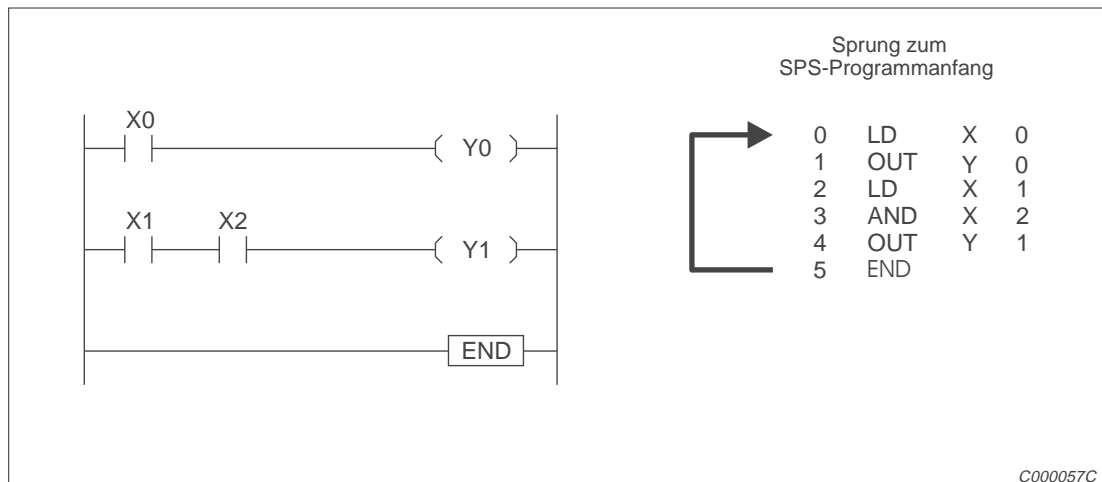 Sprung zum
SPS-Programmanfang
X0
Y0
X1 X2
Y1
END
0 LD X 0
1 OUT Y 0
2 LD X 1
3 AND X 2
4 OUT Y 1
5 END
C000057C